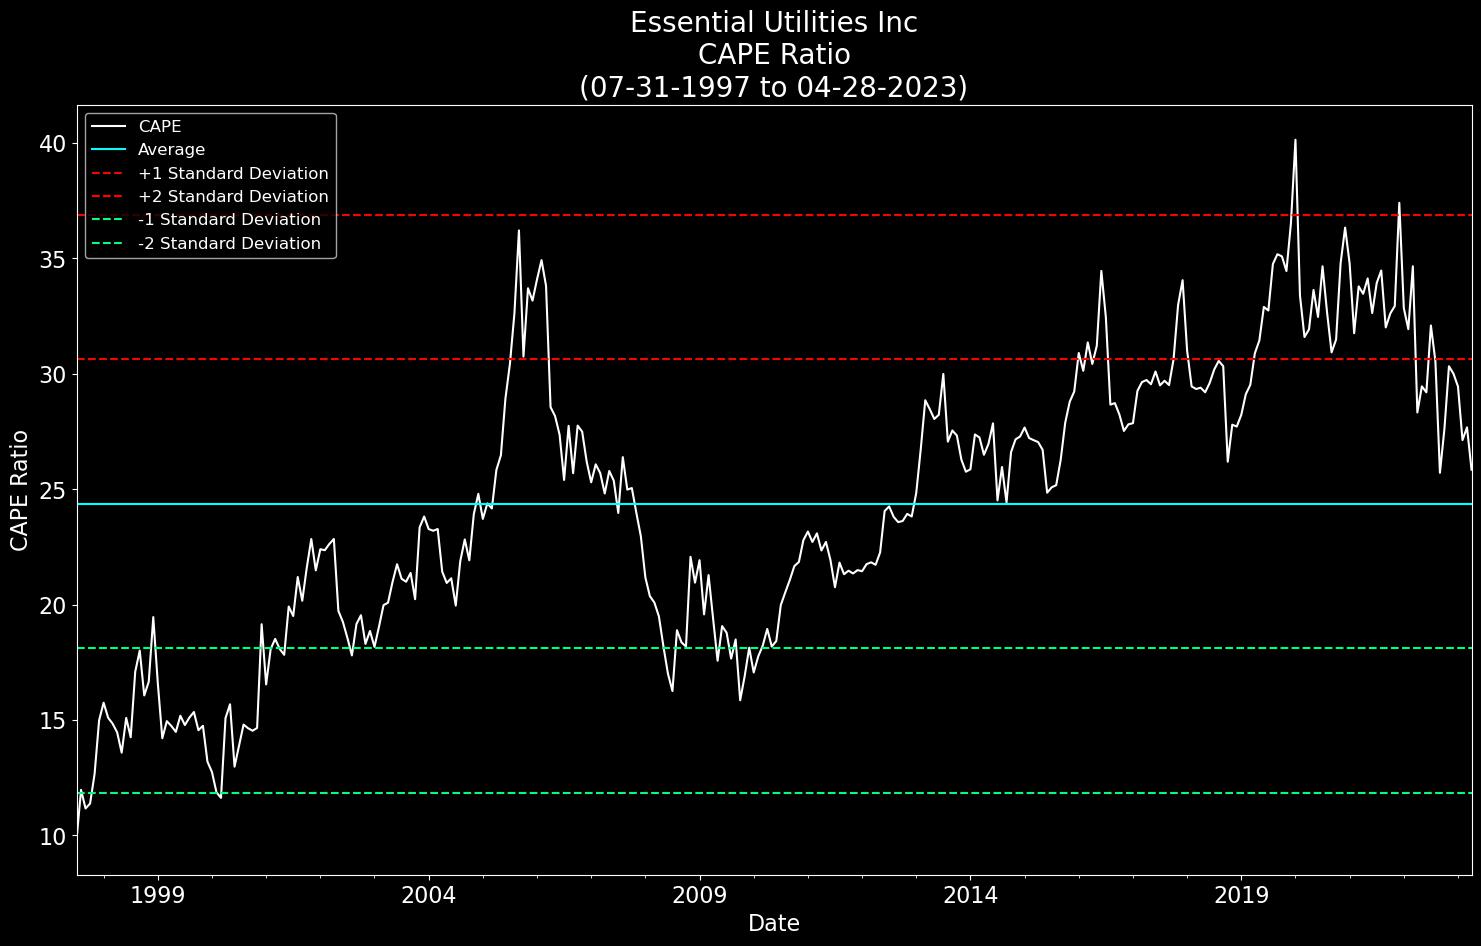 Essential Utilities Inc
CAPE Ratio
(07-31-1997 to 04-28-2023)
CAPE
Average
+1 Standard Deviation
+2 Standard Deviation
-1 Standard Deviation
-2 Standard Deviation
40
35
30
25
20
15
10
CAPE Ratio
1999
2004
2009
2014
2019
Date